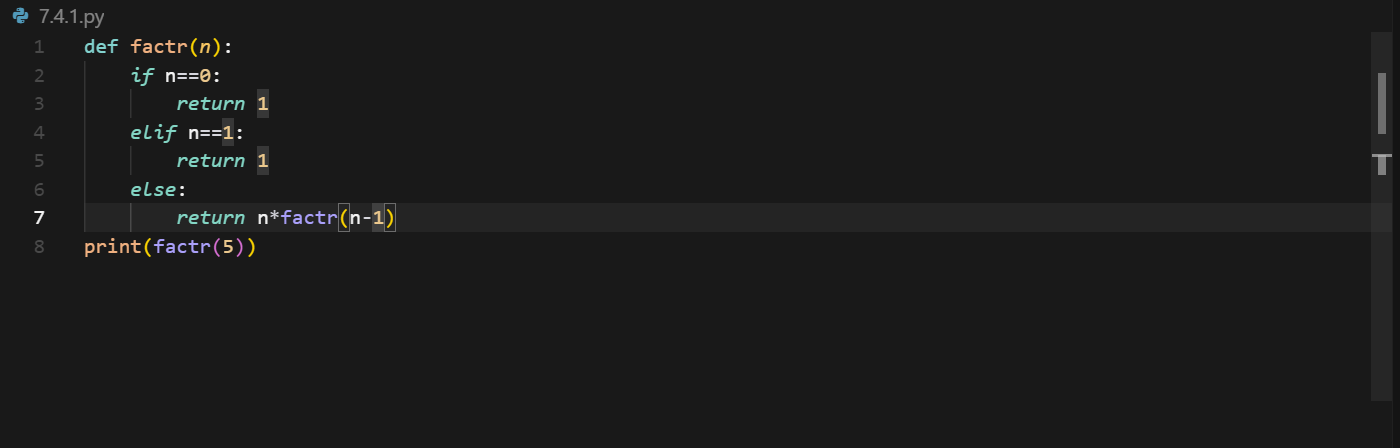 7.4.1.py
1 def factr(n):
2     if n==0:
3         return 1
4     elif n==1:
5         return 1
6     else:
7         return n*factr(n-1)
8 print(factr(5))